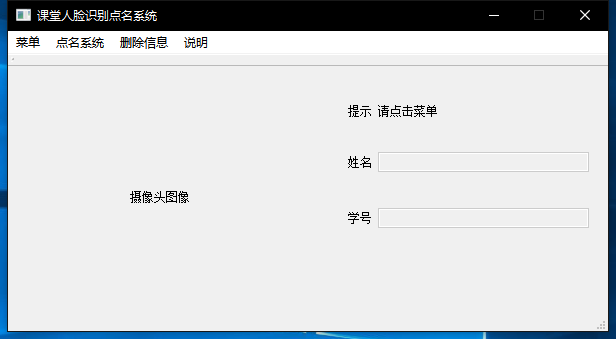 课堂人脸识别点名系统
菜单 点名系统 删除信息 说明
提示 请点击菜单
姓名
摄像头图像
学号